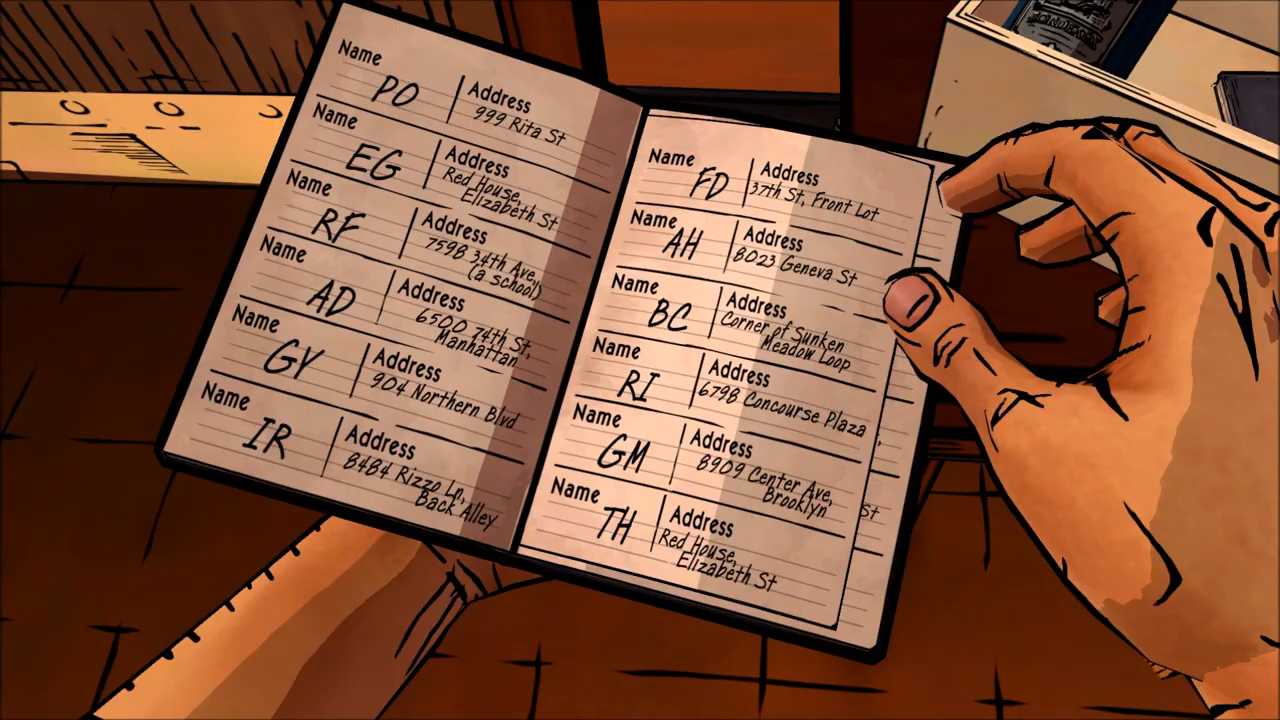 Name
PO
Address
999 Rita St
Name
EG
Address
Red House,
Elizabeth St
Name
RF
Address
7598 34th Ave,
(a school)
Name
AD
Address
6500 74th St,
Manhattan
Name
GY
Address
904 Northern Blvd
Name
IR
Address
8484 Rizzo Ln,
Back Alley
Name
FD
Address
37th St, Front Lot
Name
AH
Address
8023 Geneva St
Name
BC
Address
Corner of Sunken
Meadow Loop
Name
RI
Address
6798 Concourse Plaza
Name
GM
Address
8909 Center Ave,
Brooklyn
Name
TH
Address
Red House,
Elizabeth St
St